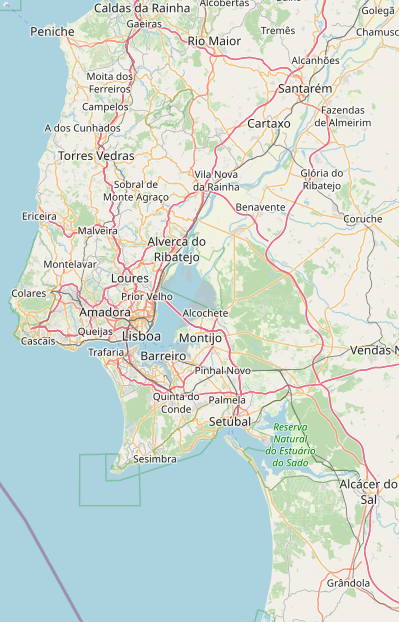 Caldas da Rainha
Alcobertas
Gaeiras
Golegã
Peniche
Tremês
Chamusc
Rio Maior
Alcanhões
Moita dos
Ferreiros
Santarém
Campelos
Fazendas
de Almeirim
A dos Cunhados
Cartaxo
Torres Vedras
Vila Nova
da Rainha
Glória do
Ribatejo
Sobral de
Monte Agraço
Benavente
Ericeira
Coruche
Malveira
Alverca do
Ribatejo
Montelavar
Loures
Colares
Prior Velho
Amadora
Alcochete
Queijas
Lisboa
Montijo
Cascais
Trafaria
Barreiro
Vendas N
Pinhal Novo
Quinta do
Conde
Palmela
Setúbal
Reserva
Natural
do Estuário
do Sado
Sesimbra
Alcácer do
Sal
Grândola